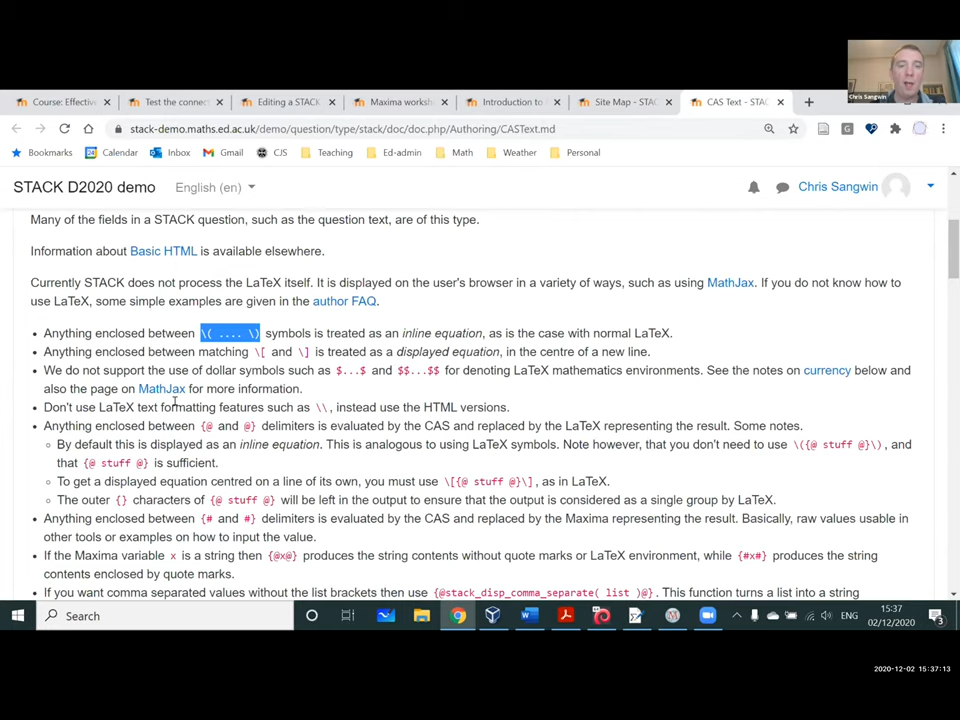 Chris Sangwin
Course: Effective
Test the connect
Editing a STACK
Maxima worksh
Introduction to
Site Map - STAC
CAS Text - STAC
stack-demo.maths.ed.ac.uk/demo/question/type/stack/doc/doc.php/Authoring/CASText.md
Bookmarks Calendar Inbox Gmail CJS Teaching Ed-admin Math Weather Personal
STACK D2020 demo English (en) Chris Sangwin
Many of the fields in a STACK question, such as the question text, are of this type.
Information about Basic HTML is available elsewhere.
Currently STACK does not process the LaTeX itself. It is displayed on the user's browser in a variety of ways, such as using MathJax. If you do not know how to
use LaTeX, some simple examples are given in the author FAQ.
• Anything enclosed between \( .... \) symbols is treated as an inline equation, as is the case with normal LaTeX.
• Anything enclosed between matching \[ and \] is treated as a displayed equation, in the centre of a new line.
• We do not support the use of dollar symbols such as $...$ and $$...$$ for denoting LaTeX mathematics environments. See the notes on currency below and
also the page on MathJax for more information.
• Don't use LaTeX text formatting features such as \\, instead use the HTML versions.
• Anything enclosed between {@ and @} delimiters is evaluated by the CAS and replaced by the LaTeX representing the result. Some notes.
◦ By default this is displayed as an inline equation. This is analogous to using LaTeX symbols. Note however, that you don't need to use \({@ stuff @}\), and
that {@ stuff @} is sufficient.
◦ To get a displayed equation centred on a line of its own, you must use \[{@ stuff @}\], as in LaTeX.
◦ The outer {} characters of {@ stuff @} will be left in the output to ensure that the output is considered as a single group by LaTeX.
• Anything enclosed between {# and #} delimiters is evaluated by the CAS and replaced by the Maxima representing the result. Basically, raw values usable in
other tools or examples on how to input the value.
• If the Maxima variable x is a string then {@x@} produces the string contents without quote marks or LaTeX environment, while {#x#} produces the string
contents enclosed by quote marks.
• If you want comma separated values without the list brackets then use {@stack_disp_comma_separate( list )@}. This function turns a list into a string
Search
ENG
15:37
02/12/2020
3
2020-12-02 15:37:13